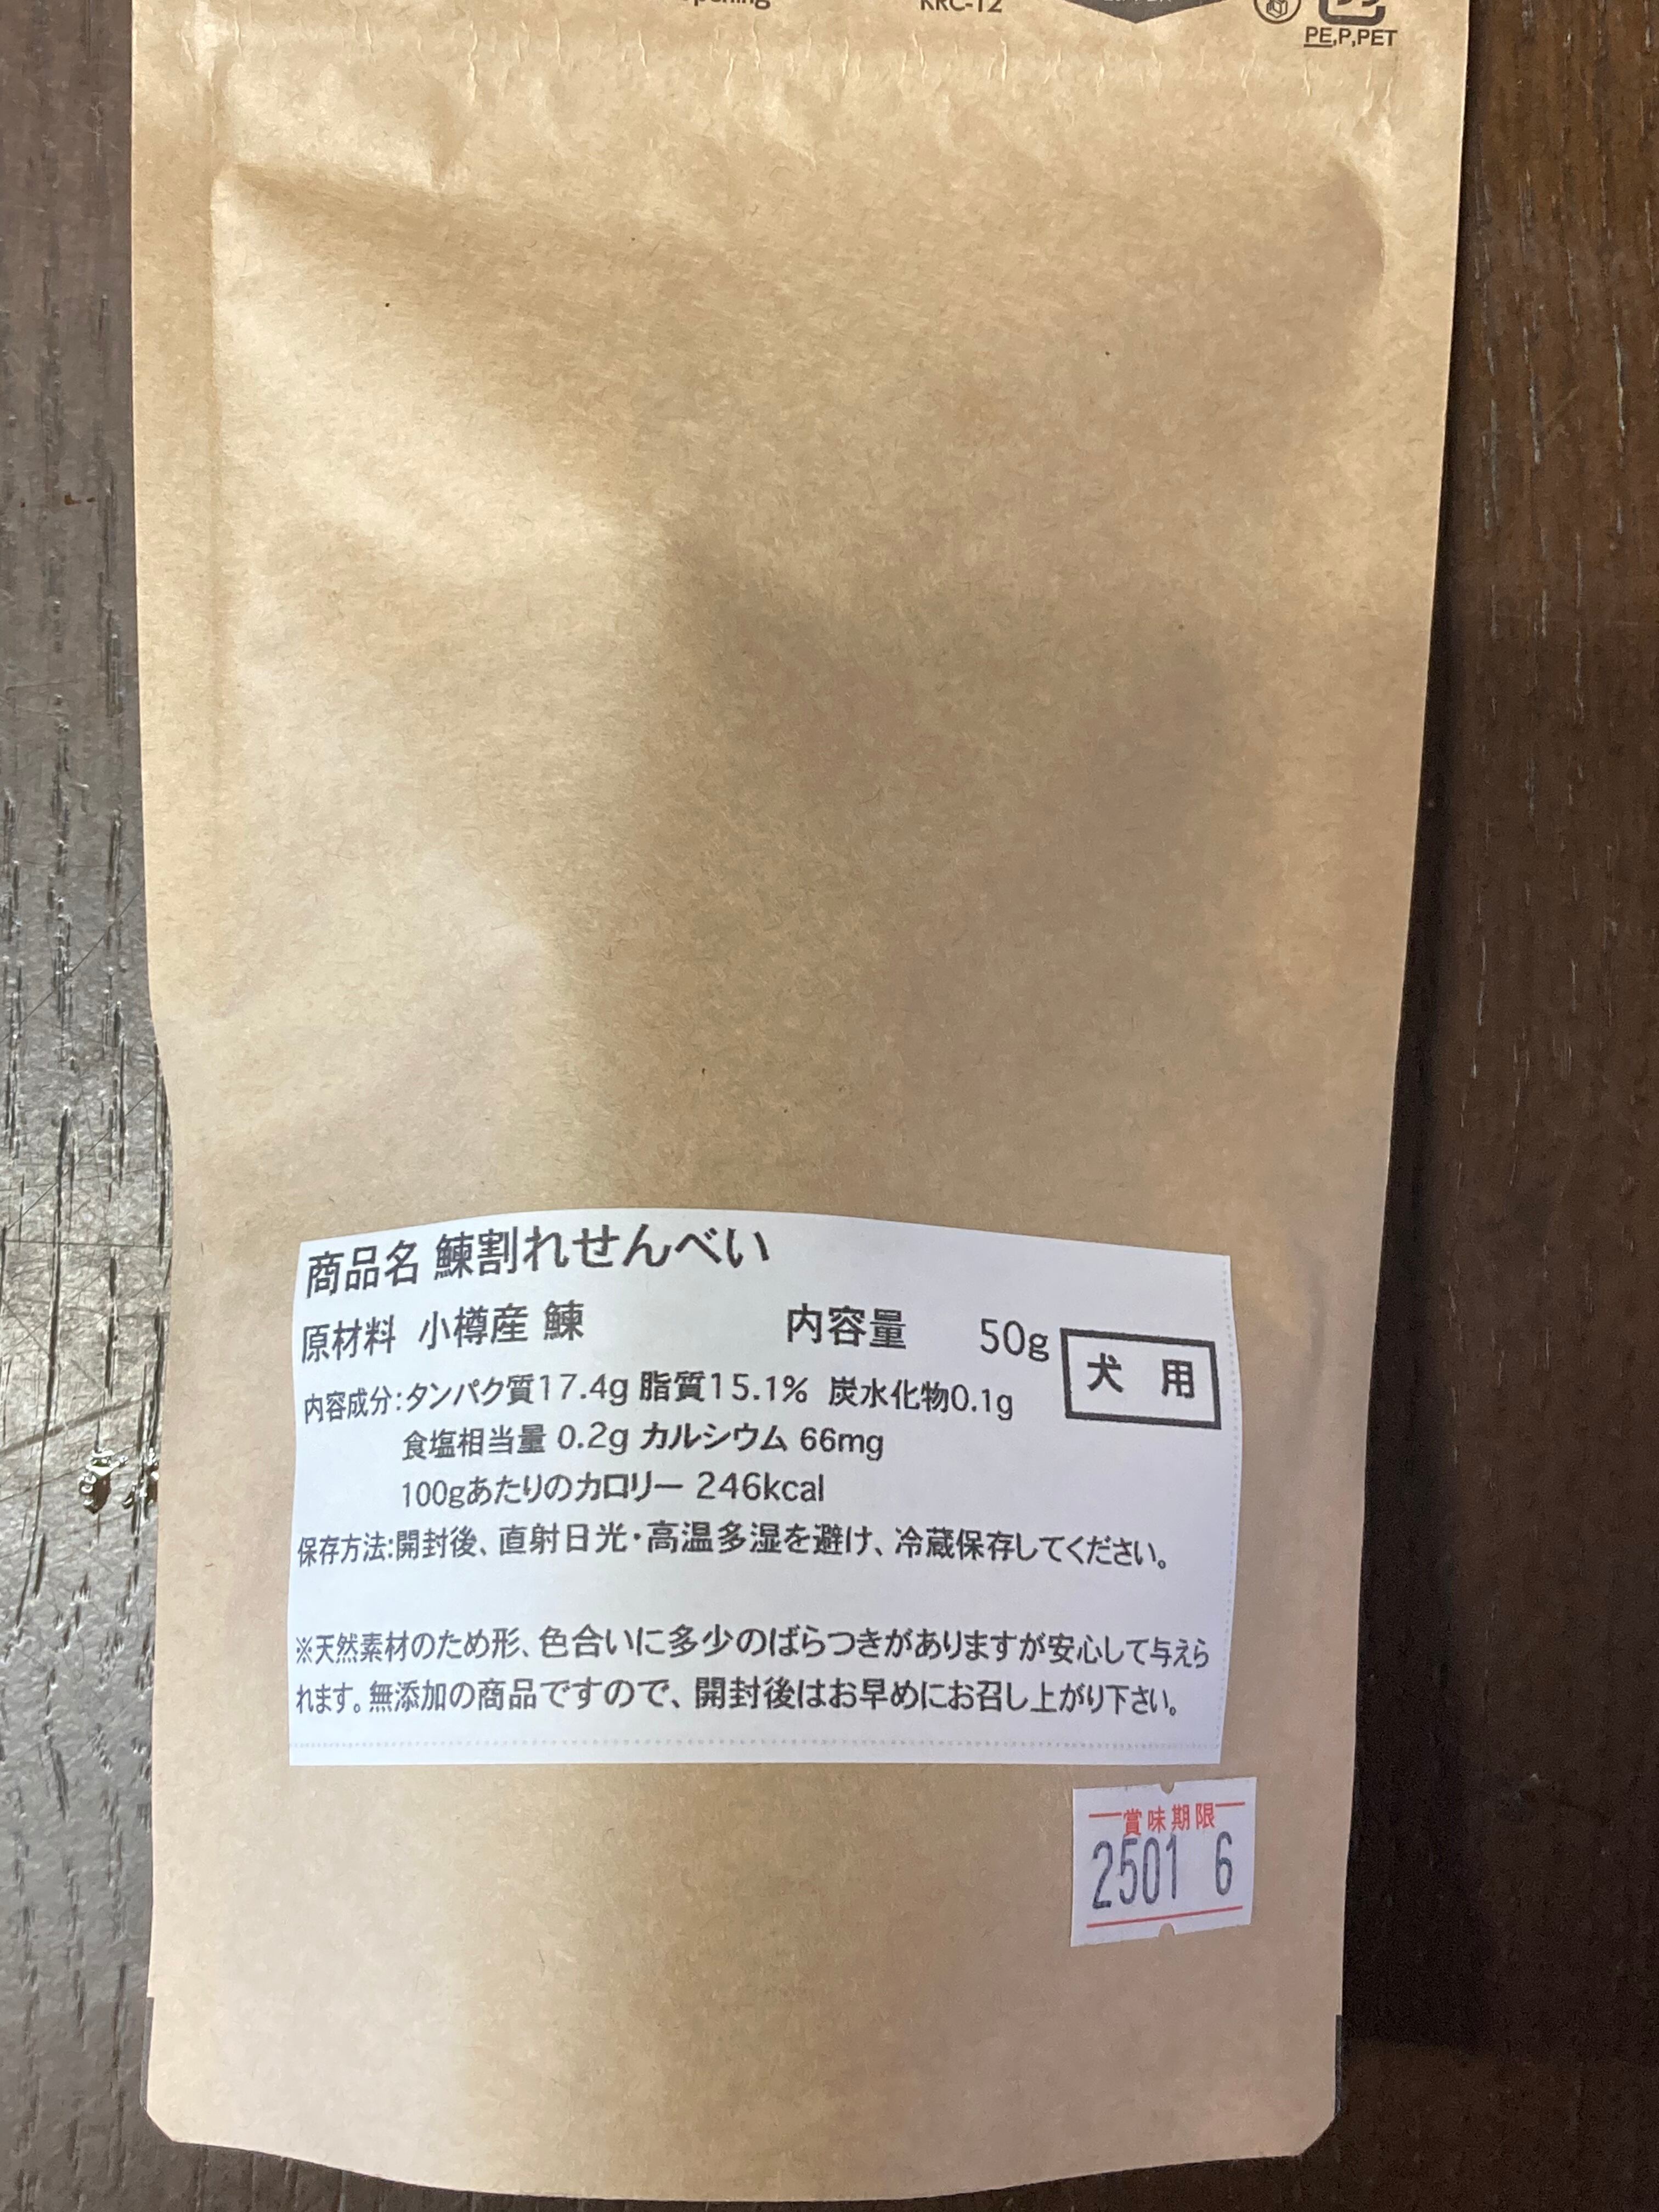 KRC-12
PE,P,PET
商品名 鰊割れせんべい
原材料 小樽産 鰊 内容量 50g
犬 用
内容成分:タンパク質17.4g 脂質15.1% 炭水化物0.1g
食塩相当量 0.2g カルシウム 66mg
100gあたりのカロリー 246kcal
保存方法:開封後、直射日光・高温多湿を避け、冷蔵保存してください。
※天然素材のため形、色合いに多少のばらつきがありますが安心して与えら
れます。無添加の商品ですので、開封後はお早めにお召し上がり下さい。
賞味期限
2501 6